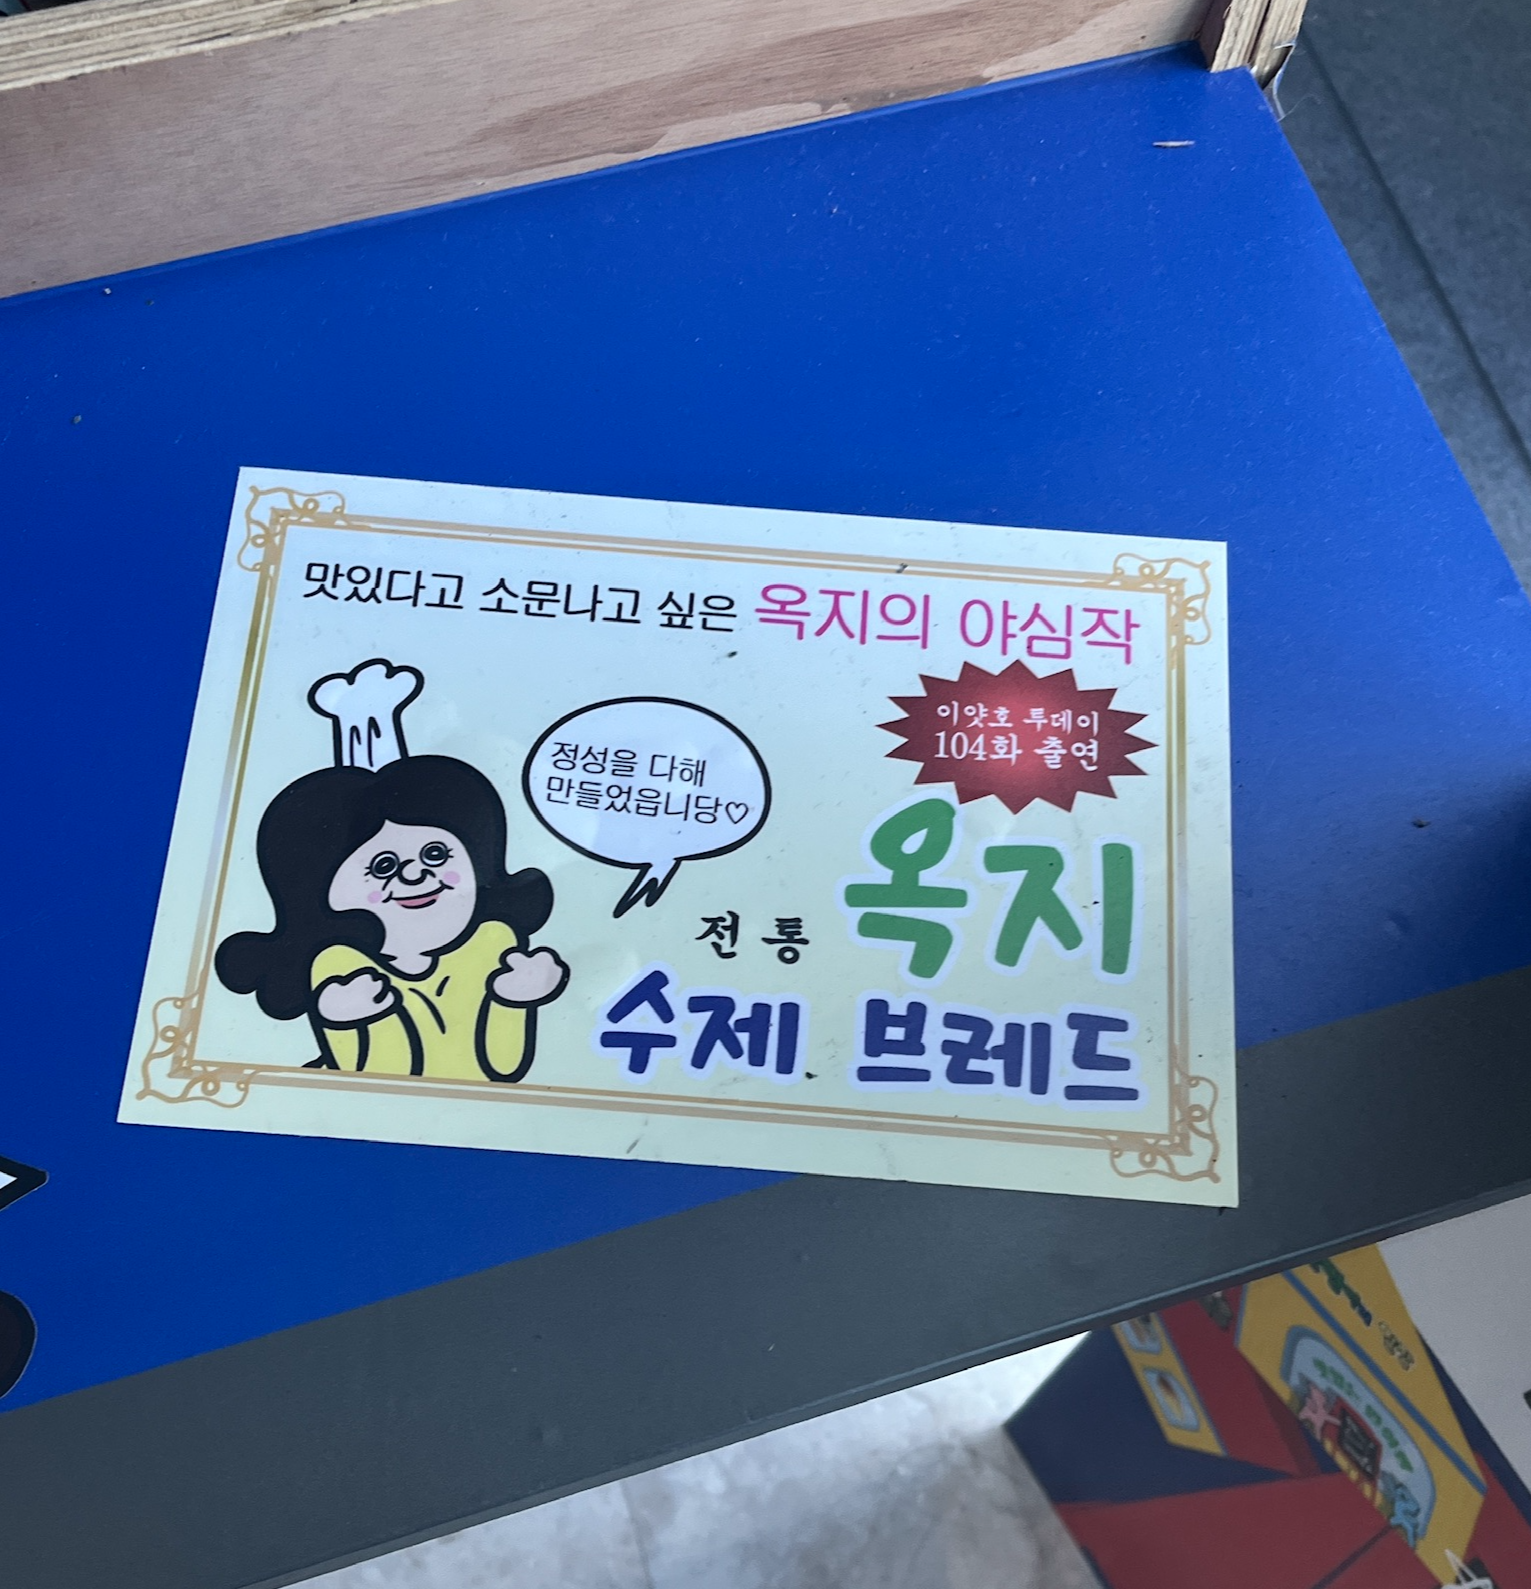 맛있다고 소문나고 싶은 옥지의 야심작
이얏호 투데이
104화 출연
정성을 다해
만들었읍니당♡
전통 옥지
수제 브레드